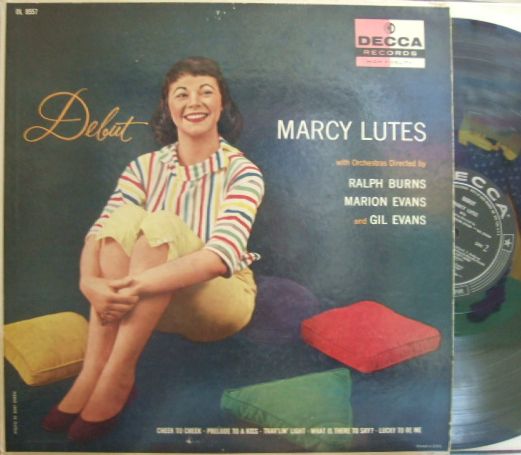 DL 8557
DECCA
RECORDS
Debut
MARCY LUTES
with Orchestras Directed by
RALPH BURNS
MARION EVANS
and GIL EVANS
DECCA
CHEEK TO CHEEK · PRELUDE TO A KISS · TRAV'LIN' LIGHT · WHAT IS THERE TO SAY? · LUCKY TO BE ME